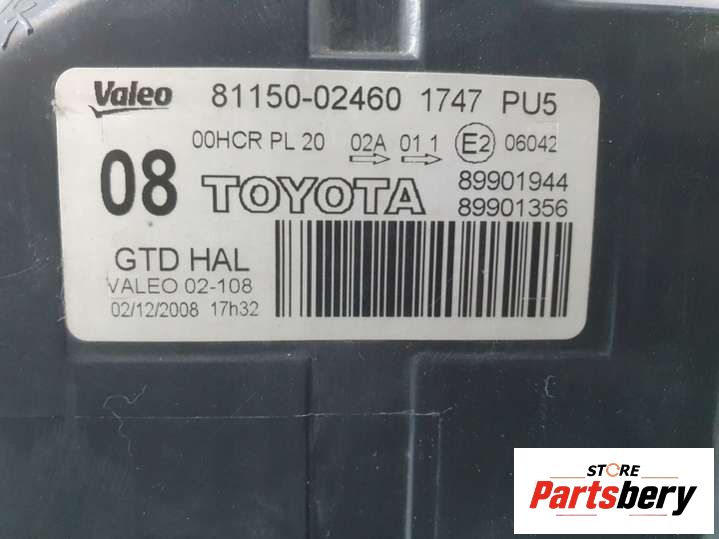 Valeo 81150-02460 1747 PU5
00HCR PL 20 02A 01 1 E2 06042
08 TOYOTA 89901944
89901356
GTD HAL
VALEO 02-108
02/12/2008 17h32
STORE
Partsbery